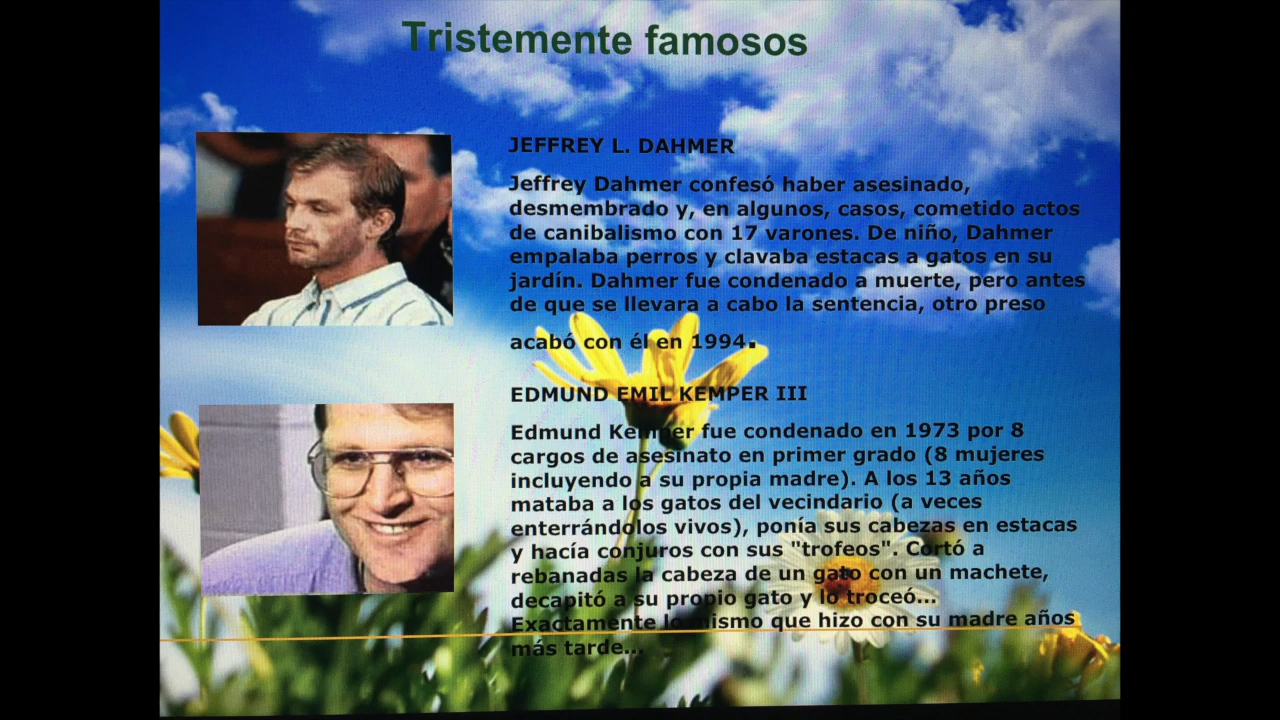 Tristemente famosos
JEFFREY L. DAHMER
Jeffrey Dahmer confesó haber asesinado,
desmembrado y, en algunos, casos, cometido actos
de canibalismo con 17 varones. De niño, Dahmer
empalaba perros y clavaba estacas a gatos en su
jardín. Dahmer fue condenado a muerte, pero antes
de que se llevara a cabo la sentencia, otro preso
acabó con él en 1994.
EDMUND EMIL KEMPER III
Edmund Kemper fue condenado en 1973 por 8
cargos de asesinato en primer grado (8 mujeres
incluyendo a su propia madre). A los 13 años
mataba a los gatos del vecindario (a veces
enterrándolos vivos), ponía sus cabezas en estacas
y hacía conjuros con sus "trofeos". Cortó a
rebanadas la cabeza de un gato con un machete,
decapitó a su propio gato y lo troceó...
Exactamente lo mismo que hizo con su madre años
más tarde...